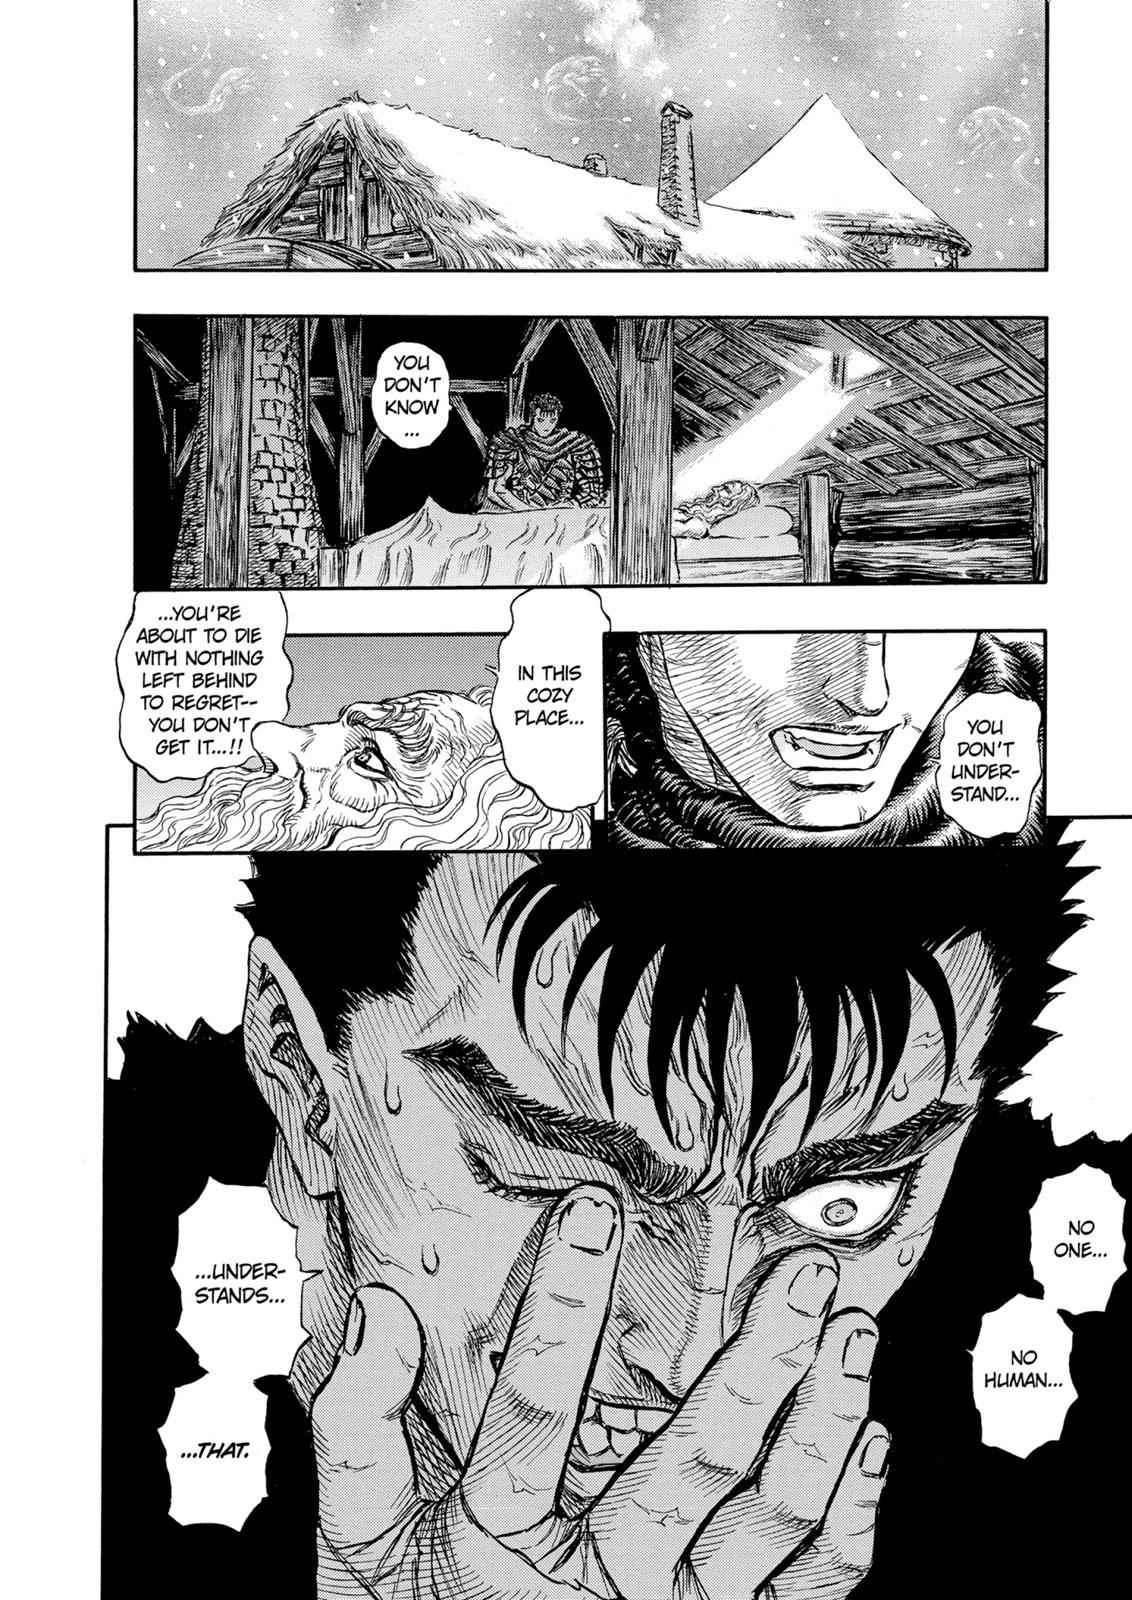 YOU
DON'T
KNOW
...
YOU
DON'T
UNDER-
STAND...
IN THIS
COZY
PLACE...
...YOU'RE
ABOUT TO DIE
WITH NOTHING
LEFT BEHIND
TO REGRET--
YOU DON'T
GET IT...!!
NO
ONE...
NO
HUMAN...
...UNDER-
STANDS...
...THAT.